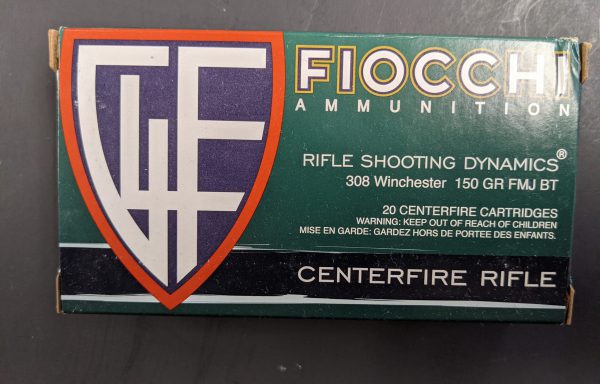 GFL
FIOCCHI
AMMUNITION
RIFLE SHOOTING DYNAMICS®
308 Winchester 150 GR FMJ BT
20 CENTERFIRE CARTRIDGES
WARNING: KEEP OUT OF REACH OF CHILDREN
MISE EN GARDE: GARDEZ HORS DE PORTEE DES ENFANTS.
CENTERFIRE RIFLE